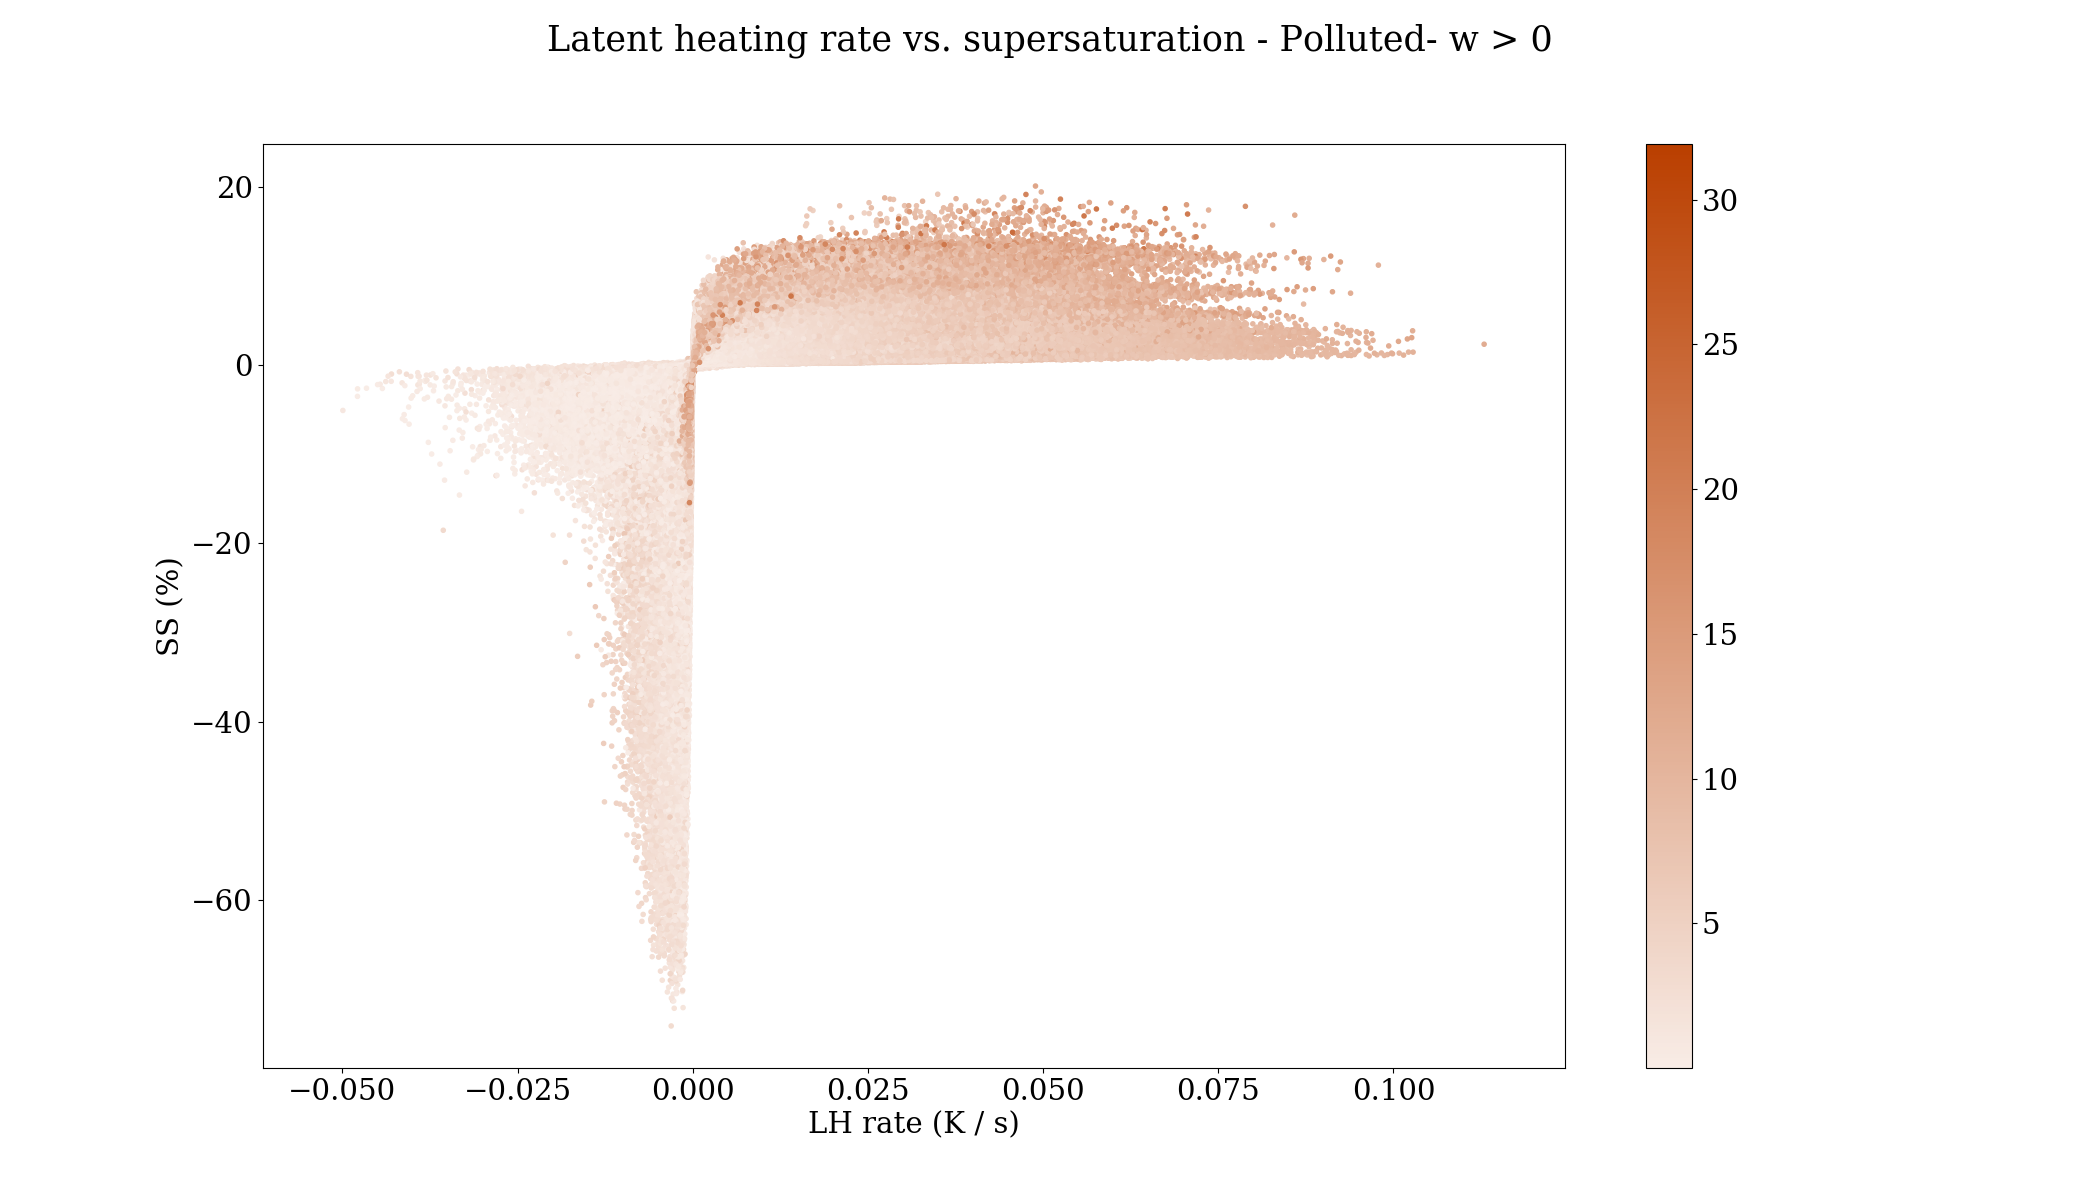 Latent heating rate vs. supersaturation - Polluted- w > 0
20
0
−20
−40
−60
SS (%)
−0.050 −0.025 0.000 0.025 0.050 0.075 0.100
LH rate (K / s)
30
25
20
15
10
5